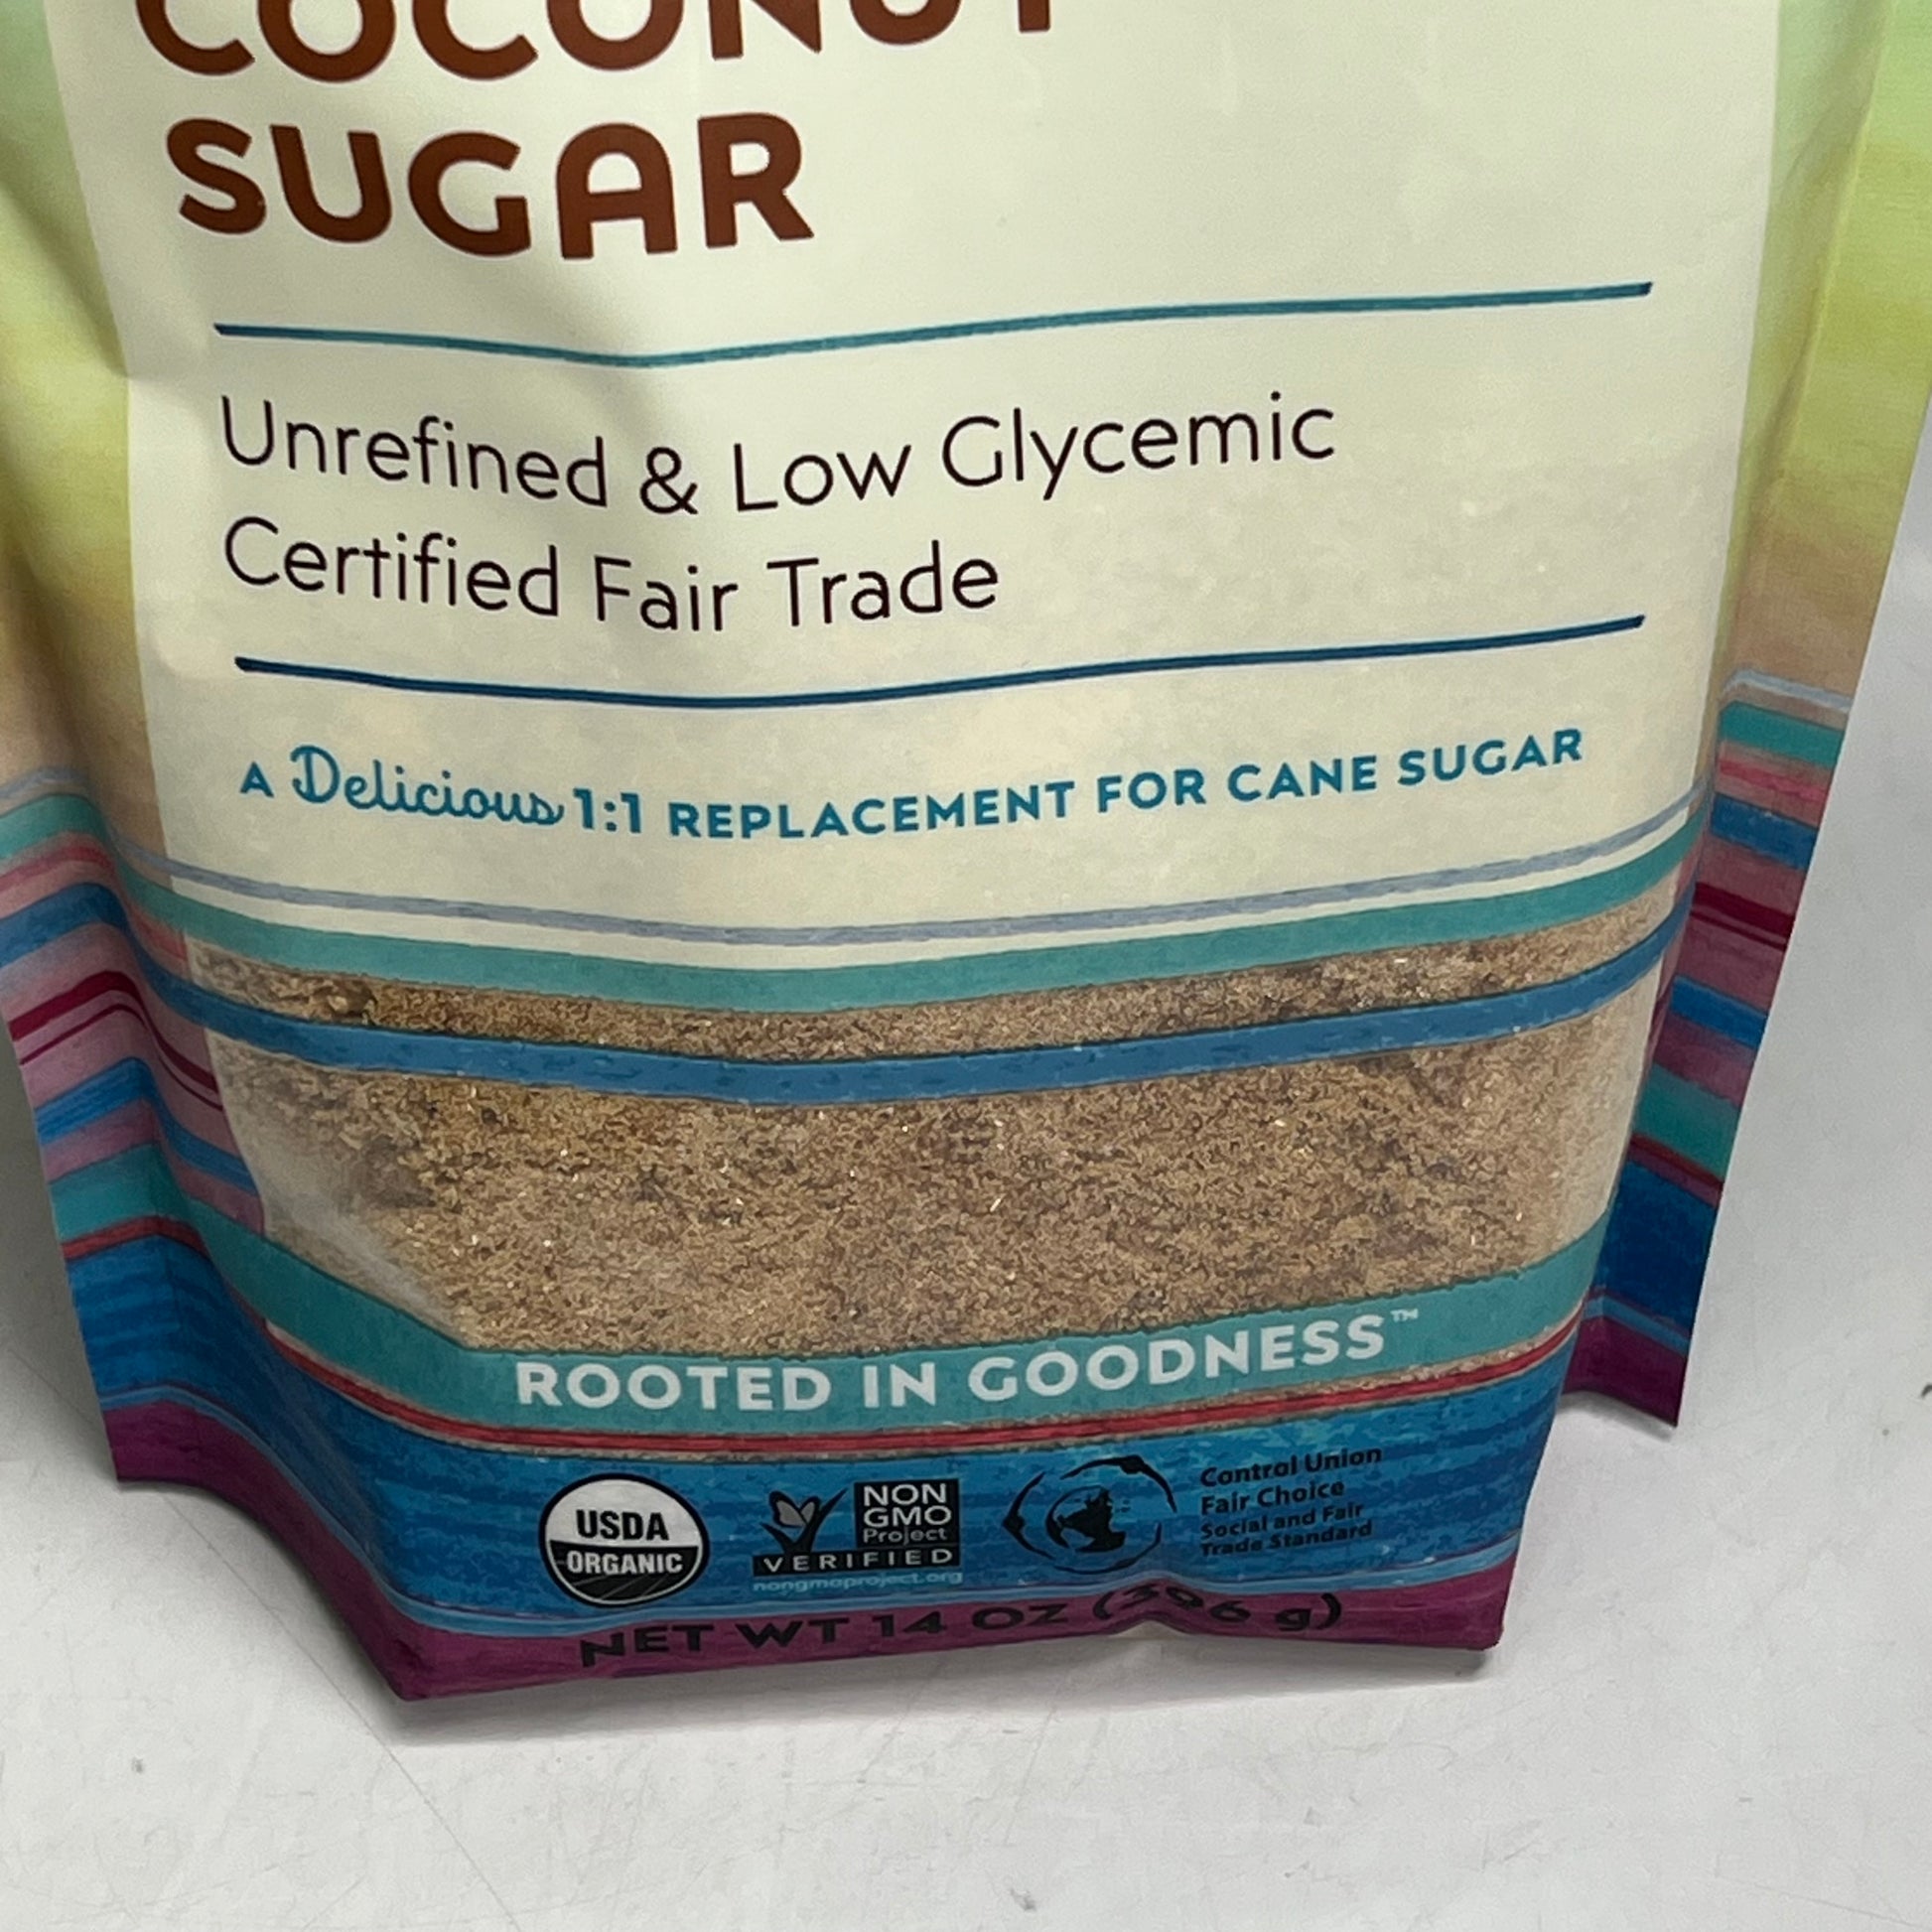 COCONUT
SUGAR
Unrefined & Low Glycemic
Certified Fair Trade
A Delicious 1:1 REPLACEMENT FOR CANE SUGAR
ROOTED IN GOODNESS™
USDA
ORGANIC
NON
GMO
Project
VERIFIED
nongmoproject.org
Control Union
Fair Choice
Social and Fair
Trade Standard
NET WT 14 OZ (396 g)